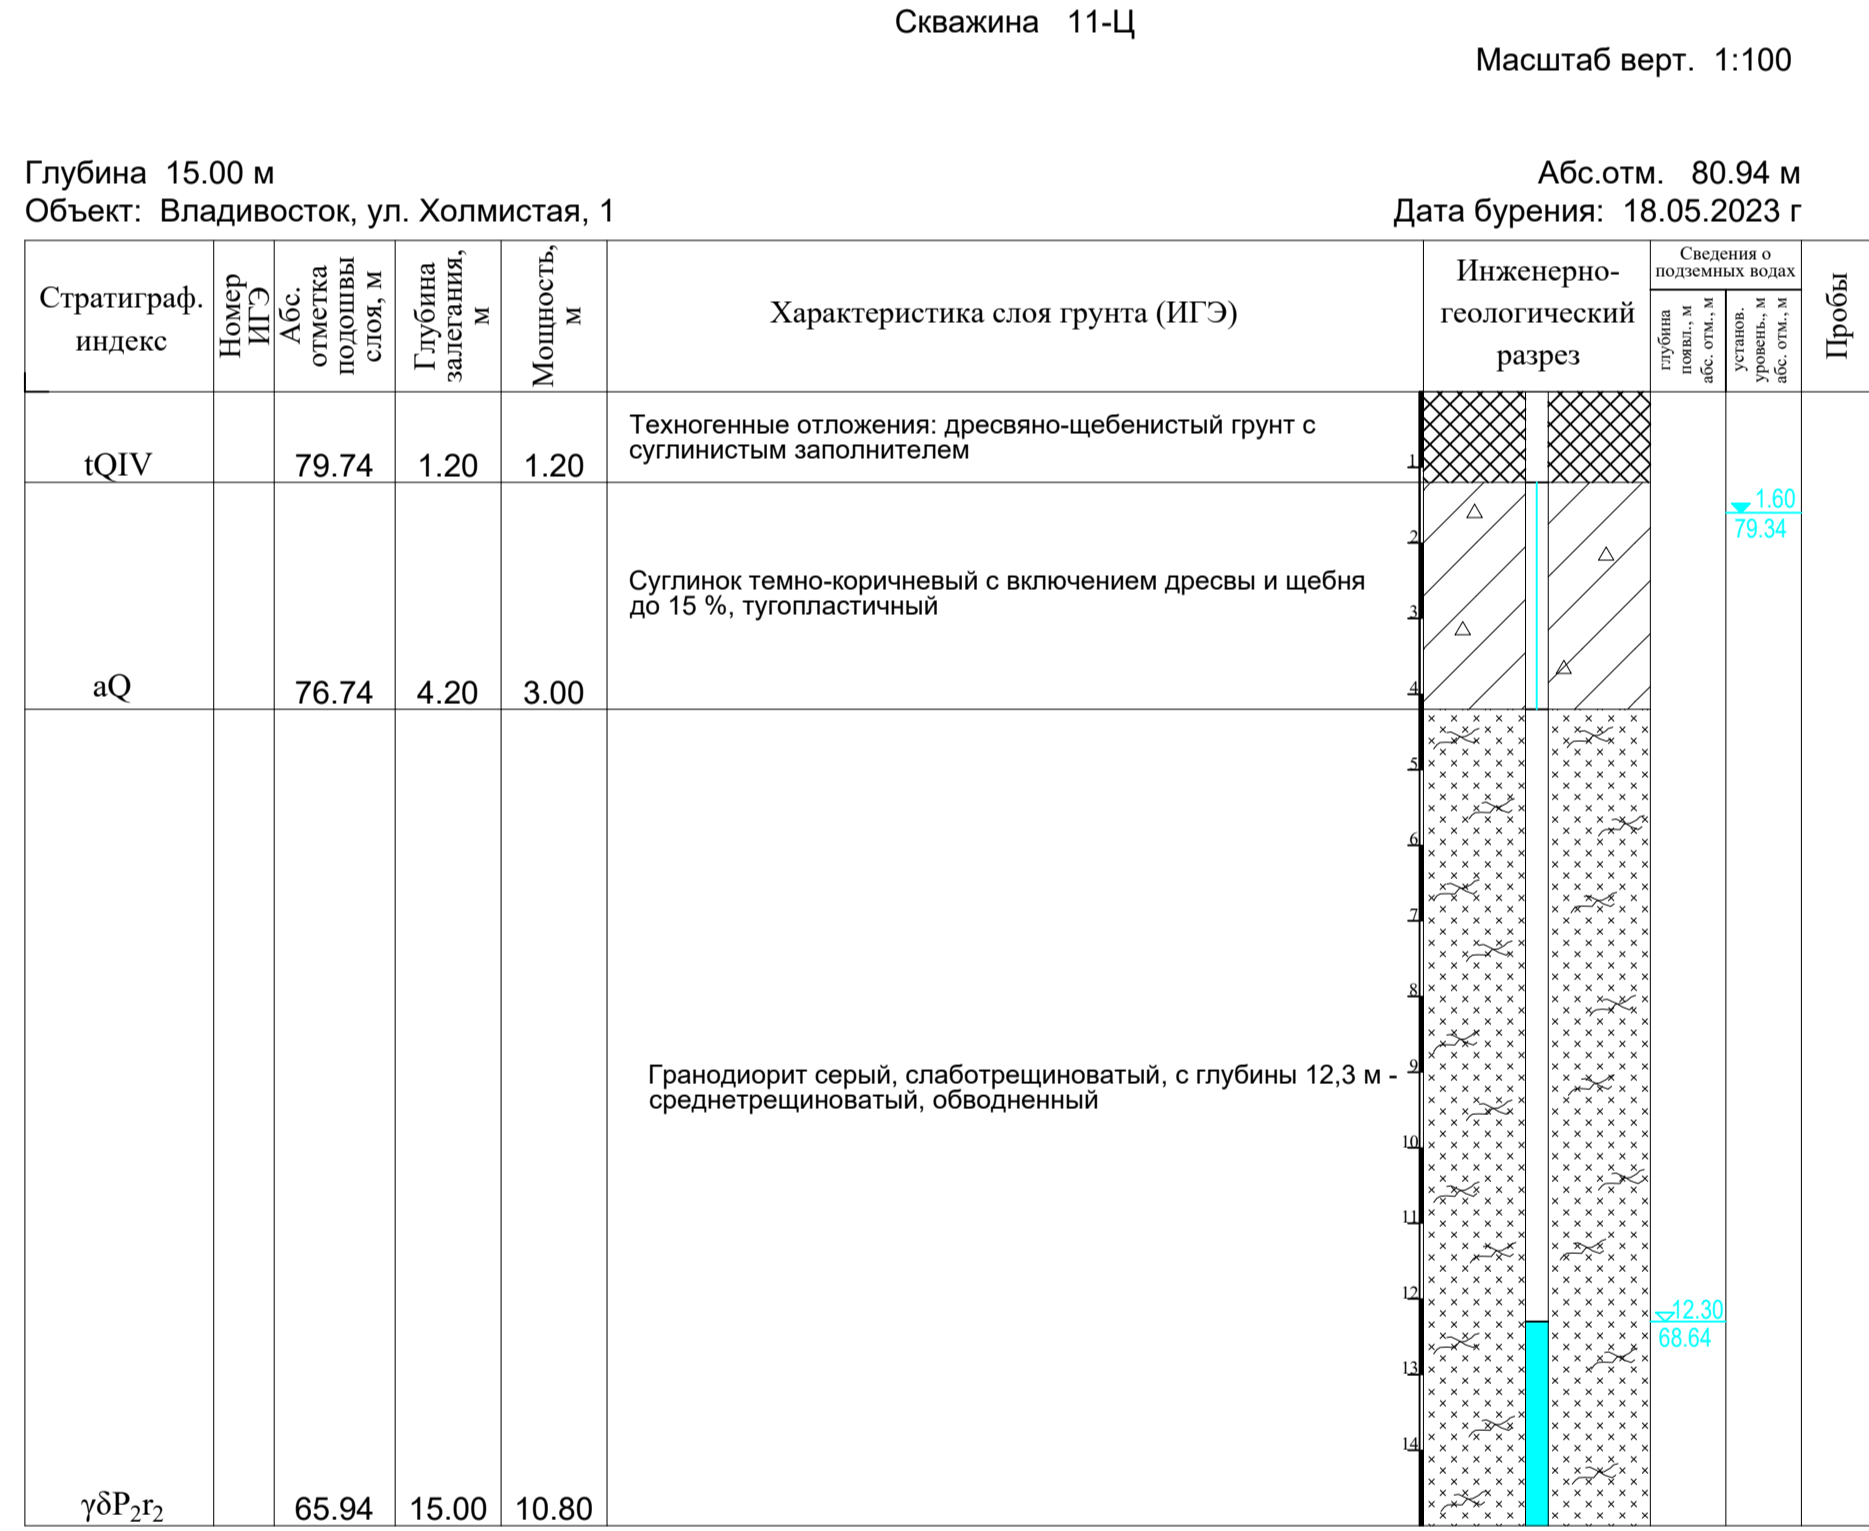 Скважина 11-Ц
Масштаб верт. 1:100
Глубина 15.00 м
Абс.отм. 80.94 м
Объект: Владивосток, ул. Холмистая, 1
Дата бурения: 18.05.2023 г
Стратиграф.
индекс
Номер
ИГЭ
Абс.
отметка
подошвы
слоя, м
Глубина
залегания,
м
Мощность,
м
Характеристика слоя грунта (ИГЭ)
Инженерно-
геологический
разрез
Сведения о
подземных водах
глубина
появл., м
абс. отм., м
установ.
уровень., м
абс. отм., м
Пробы
tQIV
79.74
1.20
1.20
Техногенные отложения: дресвяно-щебенистый грунт с
суглинистым заполнителем
1
1.60
79.34
aQ
76.74
4.20
3.00
Суглинок темно-коричневый с включением дресвы и щебня
до 15 %, тугопластичный
2
3
4
5
6
7
8
9
10
11
12
13
14
Гранодиорит серый, слаботрещиноватый, с глубины 12,3 м -
среднетрещиноватый, обводненный
12.30
68.64
γδP₂r₂
65.94
15.00
10.80